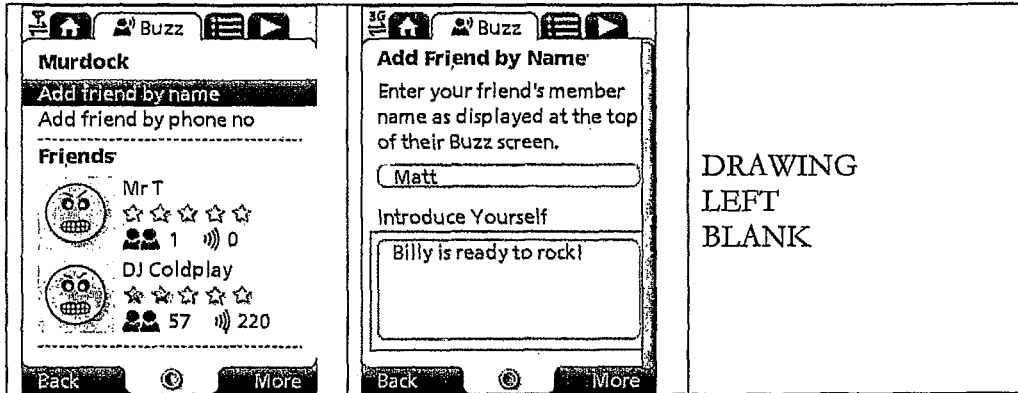 Buzz
Murdock
Add friend by name
Add friend by phone no
Friends
Mr T
1 0
DJ Coldplay
57 220
Back More
3G
Buzz
Add Friend by Name
Enter your friend's member
name as displayed at the top
of their Buzz screen.
Matt
Introduce Yourself
Billy is ready to rock!
Back More
DRAWING
LEFT
BLANK